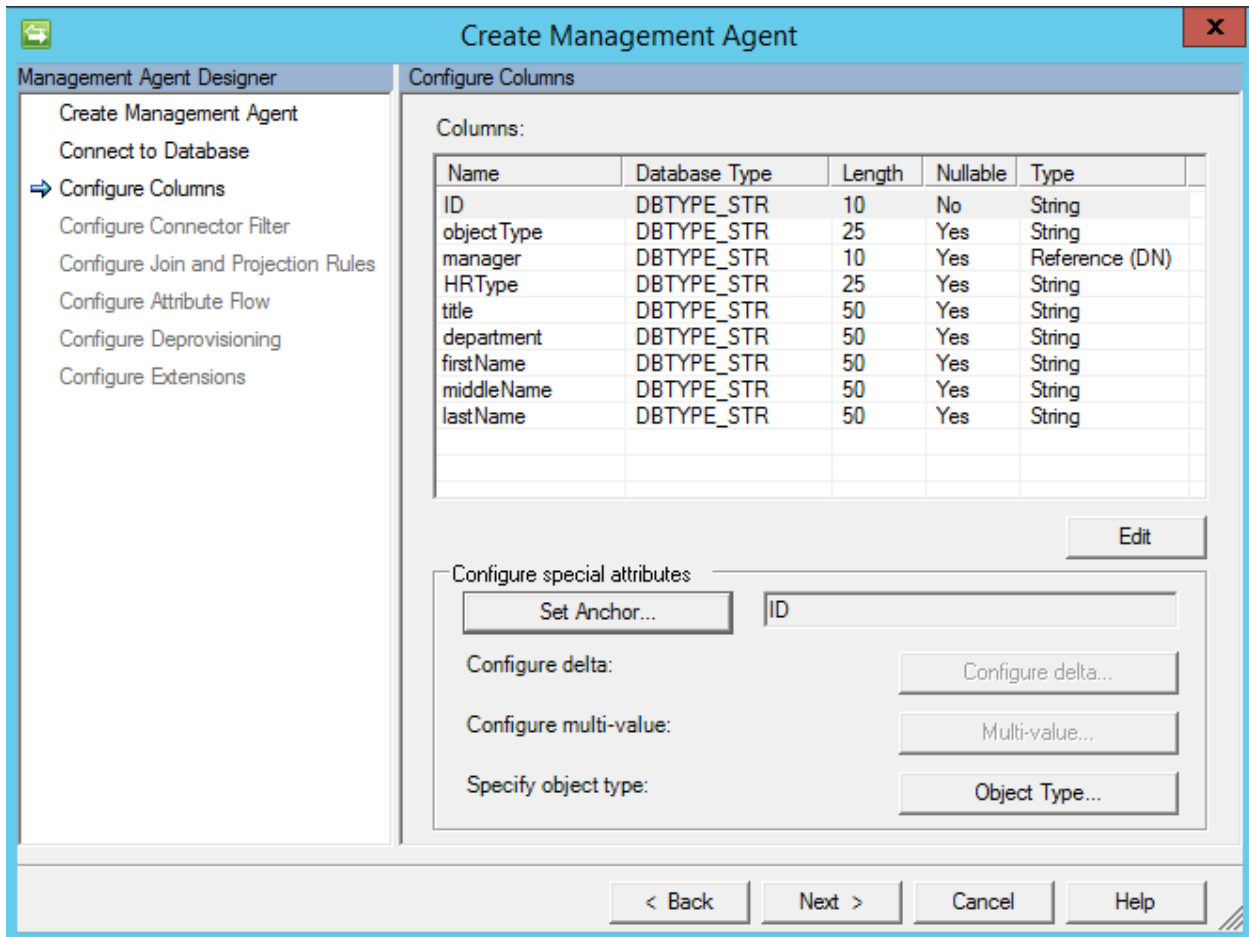 Create Management Agent
x
Management Agent Designer
Configure Columns
Create Management Agent
Connect to Database
Configure Columns
Configure Connector Filter
Configure Join and Projection Rules
Configure Attribute Flow
Configure Deprovisioning
Configure Extensions
Columns:
Name Database Type Length Nullable Type
ID DBTYPE_STR 10 No String
objectType DBTYPE_STR 25 Yes String
manager DBTYPE_STR 10 Yes Reference (DN)
HRType DBTYPE_STR 25 Yes String
title DBTYPE_STR 50 Yes String
department DBTYPE_STR 50 Yes String
firstName DBTYPE_STR 50 Yes String
middleName DBTYPE_STR 50 Yes String
lastName DBTYPE_STR 50 Yes String
Edit
Configure special attributes
Set Anchor... ID
Configure delta: Configure delta...
Configure multi-value: Multi-value...
Specify object type: Object Type...
< Back Next > Cancel Help